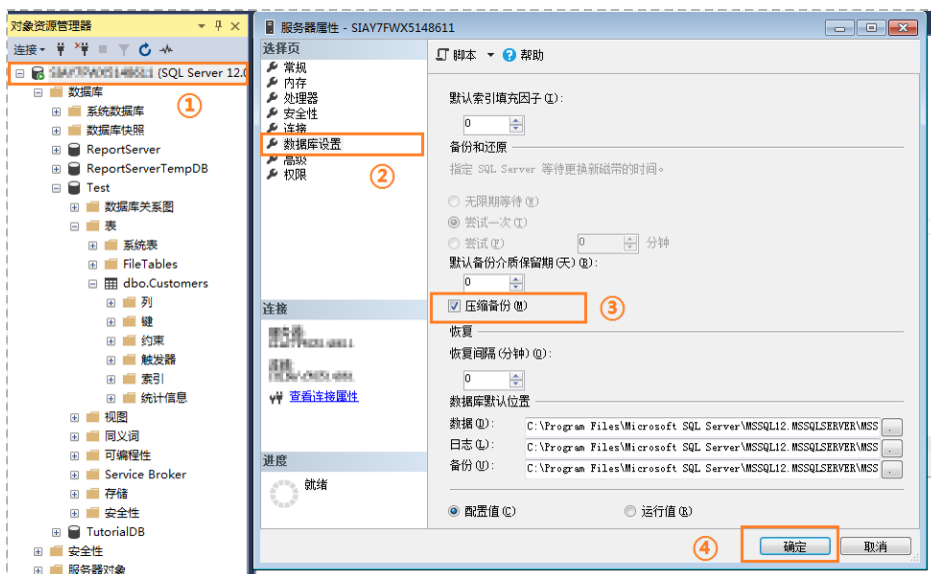 对象资源管理器
连接
(SQL Server 12.0
①
数据库
系统数据库
数据库快照
ReportServer
ReportServerTempDB
Test
数据库关系图
表
系统表
FileTables
dbo.Customers
列
键
约束
触发器
索引
统计信息
视图
同义词
可编程性
Service Broker
存储
安全性
TutorialDB
安全性
服务器对象
服务器属性 - SIAY7FWX5148611
选择页
常规
内存
处理器
安全性
连接
数据库设置
高级
权限
②
连接
查看连接属性
进度
就绪
脚本 帮助
默认索引填充因子(I):
0
备份和还原
指定 SQL Server 等待更换新磁带的时间。
无限期等待(W)
尝试一次(T)
尝试(F) 0 分钟
默认备份介质保留期(天)(B):
0
压缩备份(M)
③
恢复
恢复间隔(分钟)(O):
0
数据库默认位置
数据(D): C:\Program Files\Microsoft SQL Server\MSSQL12.MSSQLSERVER\MSS
日志(L): C:\Program Files\Microsoft SQL Server\MSSQL12.MSSQLSERVER\MSS
备份(U): C:\Program Files\Microsoft SQL Server\MSSQL12.MSSQLSERVER\MSS
配置值(C) 运行值(R)
④
确定 取消